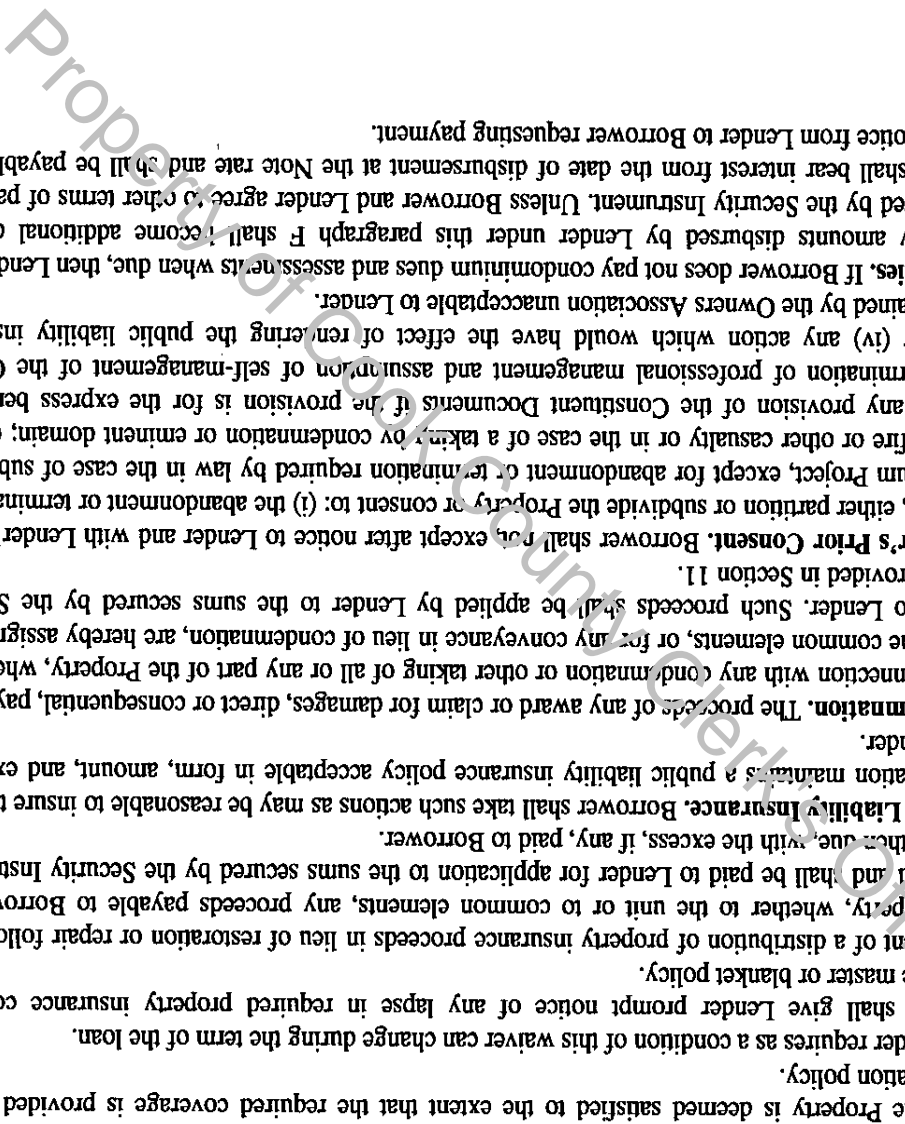 e Property is deemed satisfied to the extent that the required coverage is provided
ation policy.
der requires as a condition of this waiver can change during the term of the loan.
shall give Lender prompt notice of any lapse in required property insurance co
e master or blanket policy.
nt of a distribution of property insurance proceeds in lieu of restoration or repair follo
perty, whether to the unit or to common elements, any proceeds payable to Borrow
d and shall be paid to Lender for application to the sums secured by the Security Inst
then due, with the excess, if any, paid to Borrower.
Liability Insurance. Borrower shall take such actions as may be reasonable to insure t
ation maintains a public liability insurance policy acceptable in form, amount, and ex
nder.
mnation. The proceeds of any award or claim for damages, direct or consequential, pay
nnection with any condemnation or other taking of all or any part of the Property, whe
he common elements, or for any conveyance in lieu of condemnation, are hereby assign
o Lender. Such proceeds shall be applied by Lender to the sums secured by the S
rovided in Section 11.
r's Prior Consent. Borrower shall not, except after notice to Lender and with Lender'
, either partition or subdivide the Property or consent to: (i) the abandonment or termina
um Project, except for abandonment or termination required by law in the case of sub
fire or other casualty or in the case of a taking by condemnation or eminent domain;
any provision of the Constituent Documents if the provision is for the express ben
rmination of professional management and assumption of self-management of the O
(iv) any action which would have the effect of rendering the public liability ins
ained by the Owners Association unacceptable to Lender.
ies. If Borrower does not pay condominium dues and assessments when due, then Lend
y amounts disbursed by Lender under this paragraph F shall become additional d
ed by the Security Instrument. Unless Borrower and Lender agree to other terms of pa
shall bear interest from the date of disbursement at the Note rate and shall be payabl
otice from Lender to Borrower requesting payment.
Property of Cook County Clerk's Of